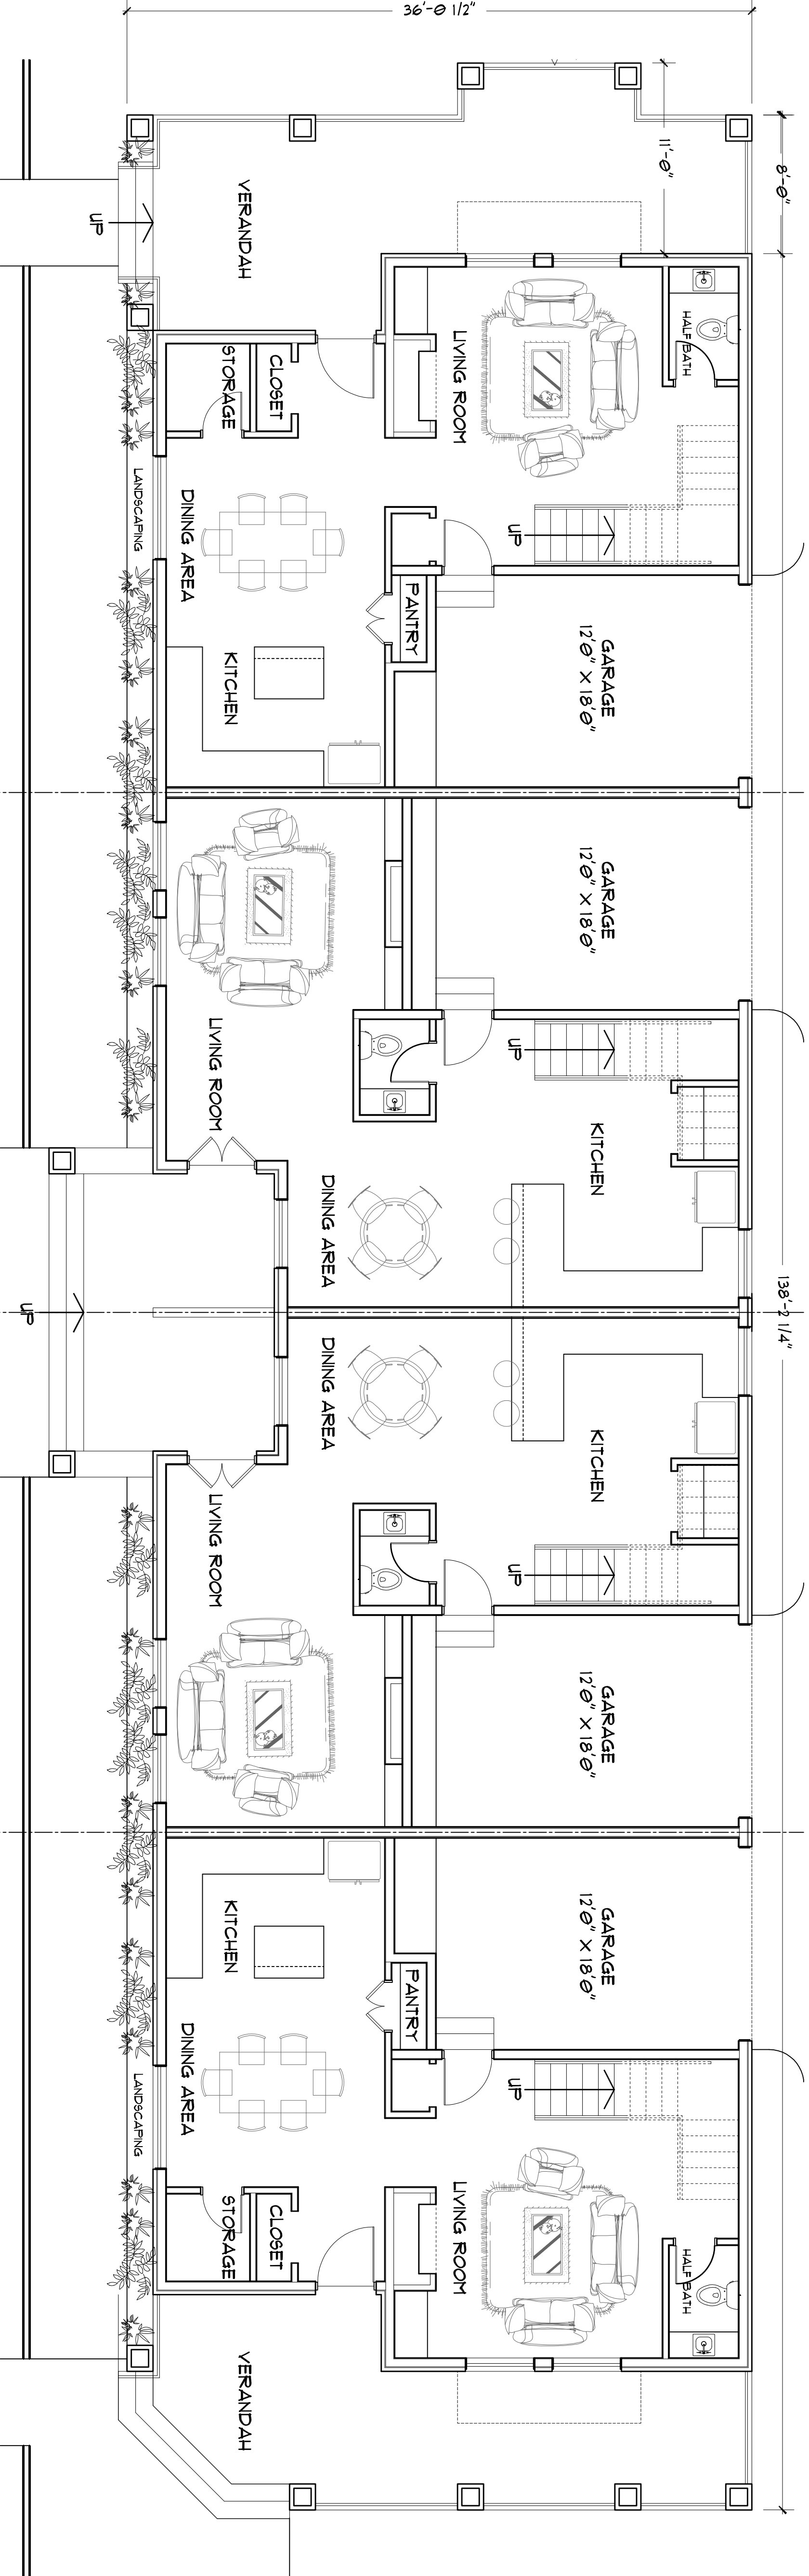 36'-0 1/2"
11'-0"
8'-0"
UP
VERANDAH
HALF BATH
LIVING ROOM
CLOSET
STORAGE
LANDSCAPING
DINING AREA
UP
PANTRY
KITCHEN
GARAGE
12'0" X 18'0"
GARAGE
12'0" X 18'0"
LIVING ROOM
UP
KITCHEN
DINING AREA
UP
138'-2 1/4"
DINING AREA
KITCHEN
LIVING ROOM
UP
GARAGE
12'0" X 18'0"
GARAGE
12'0" X 18'0"
KITCHEN
PANTRY
DINING AREA
UP
LANDSCAPING
STORAGE
CLOSET
LIVING ROOM
HALF BATH
VERANDAH